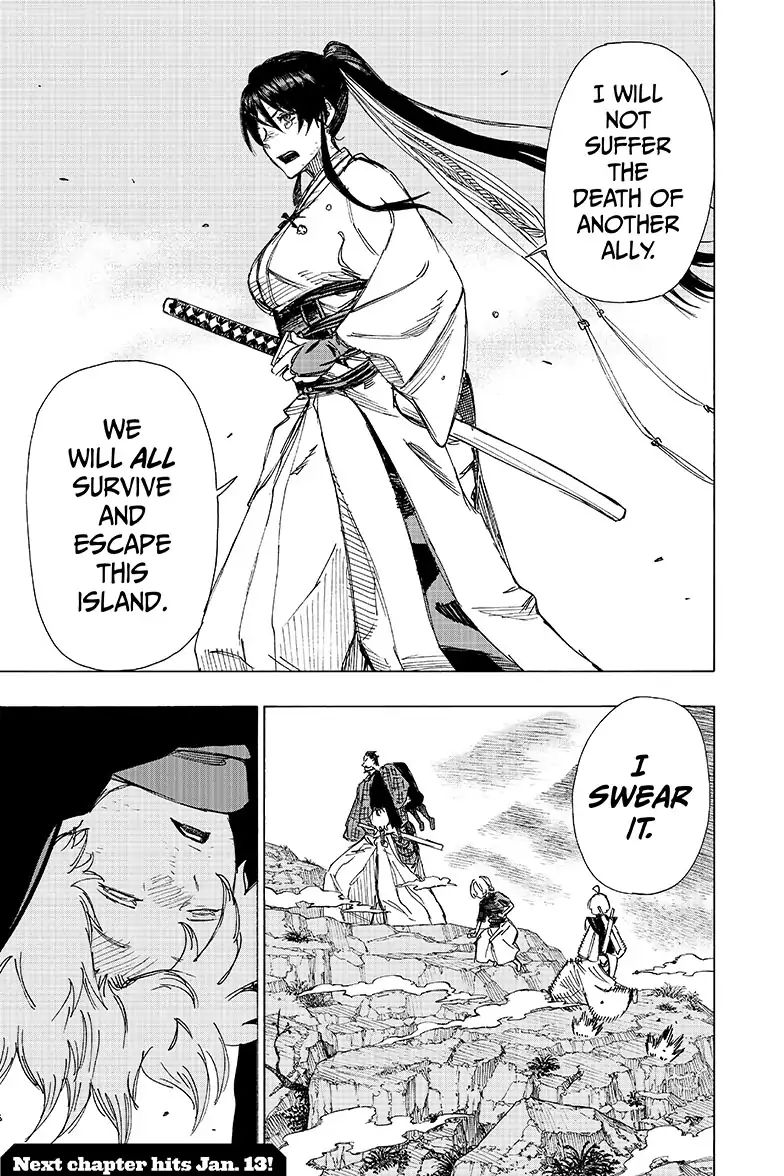 I WILL
NOT
SUFFER
THE
DEATH OF
ANOTHER
ALLY.
WE
WILL ALL
SURVIVE
AND
ESCAPE
THIS
ISLAND.
I
SWEAR
IT.
Next chapter hits Jan. 13!